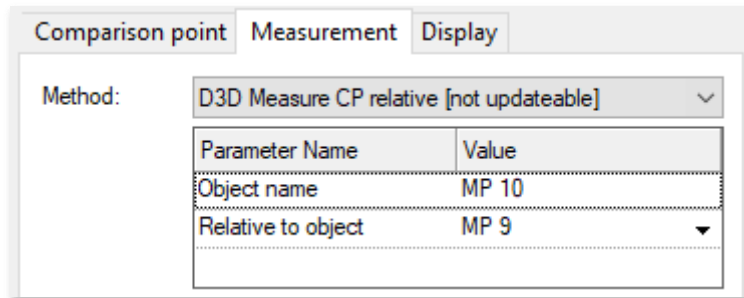 Comparison point Measurement Display
Method: D3D Measure CP relative [not updateable]
Parameter Name Value
Object name MP 10
Relative to object MP 9